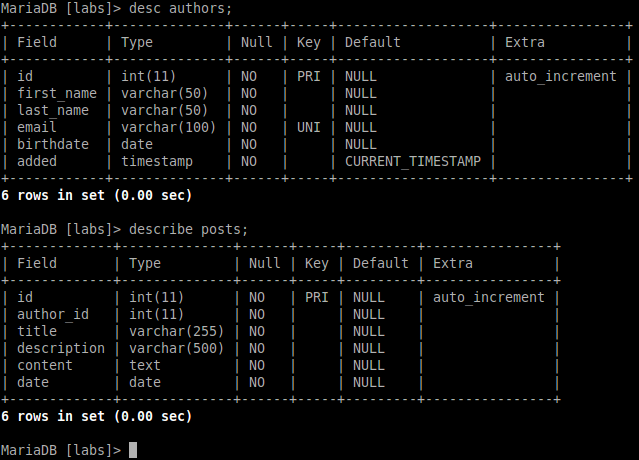 MariaDB [labs]> desc authors;
+------------+--------------+------+-----+-------------------+----------------+
| Field      | Type         | Null | Key | Default           | Extra          |
+------------+--------------+------+-----+-------------------+----------------+
| id         | int(11)      | NO   | PRI | NULL              | auto_increment |
| first_name | varchar(50)  | NO   |     | NULL              |                |
| last_name  | varchar(50)  | NO   |     | NULL              |                |
| email      | varchar(100) | NO   | UNI | NULL              |                |
| birthdate  | date         | NO   |     | NULL              |                |
| added      | timestamp    | NO   |     | CURRENT_TIMESTAMP |                |
+------------+--------------+------+-----+-------------------+----------------+
6 rows in set (0.00 sec)

MariaDB [labs]> describe posts;
+-------------+--------------+------+-----+---------+----------------+
| Field       | Type         | Null | Key | Default | Extra          |
+-------------+--------------+------+-----+---------+----------------+
| id          | int(11)      | NO   | PRI | NULL    | auto_increment |
| author_id   | int(11)      | NO   |     | NULL    |                |
| title       | varchar(255) | NO   |     | NULL    |                |
| description | varchar(500) | NO   |     | NULL    |                |
| content     | text         | NO   |     | NULL    |                |
| date        | date         | NO   |     | NULL    |                |
+-------------+--------------+------+-----+---------+----------------+
6 rows in set (0.00 sec)

MariaDB [labs]>